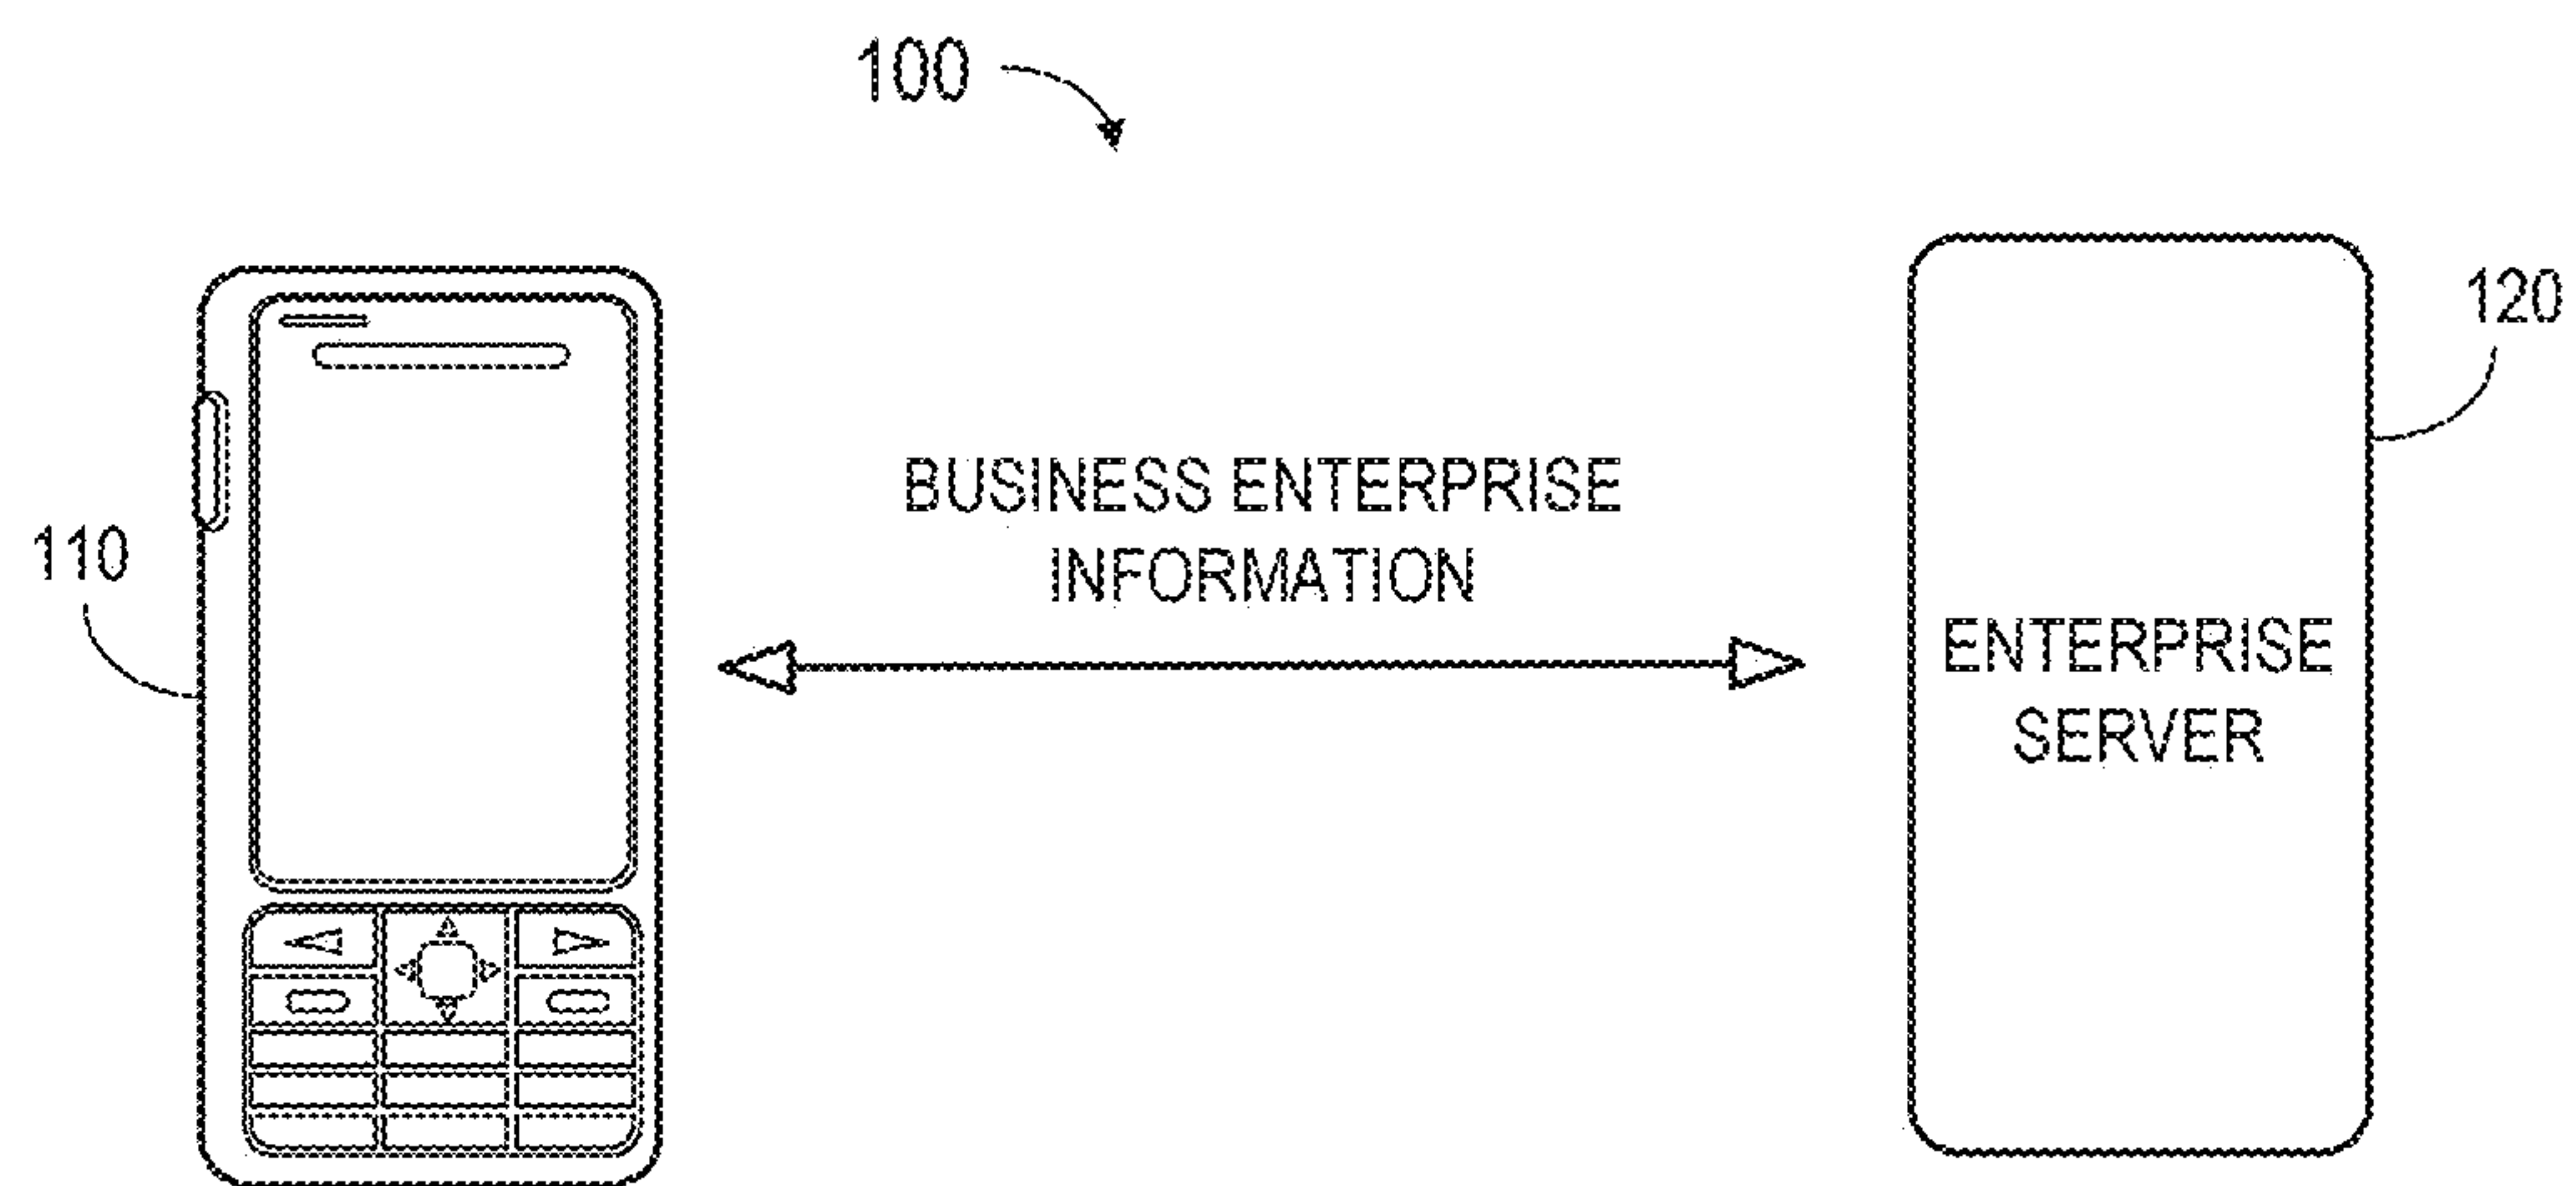 100
120
BUSINESS ENTERPRISE
INFORMATION
110
ENTERPRISE
SERVER